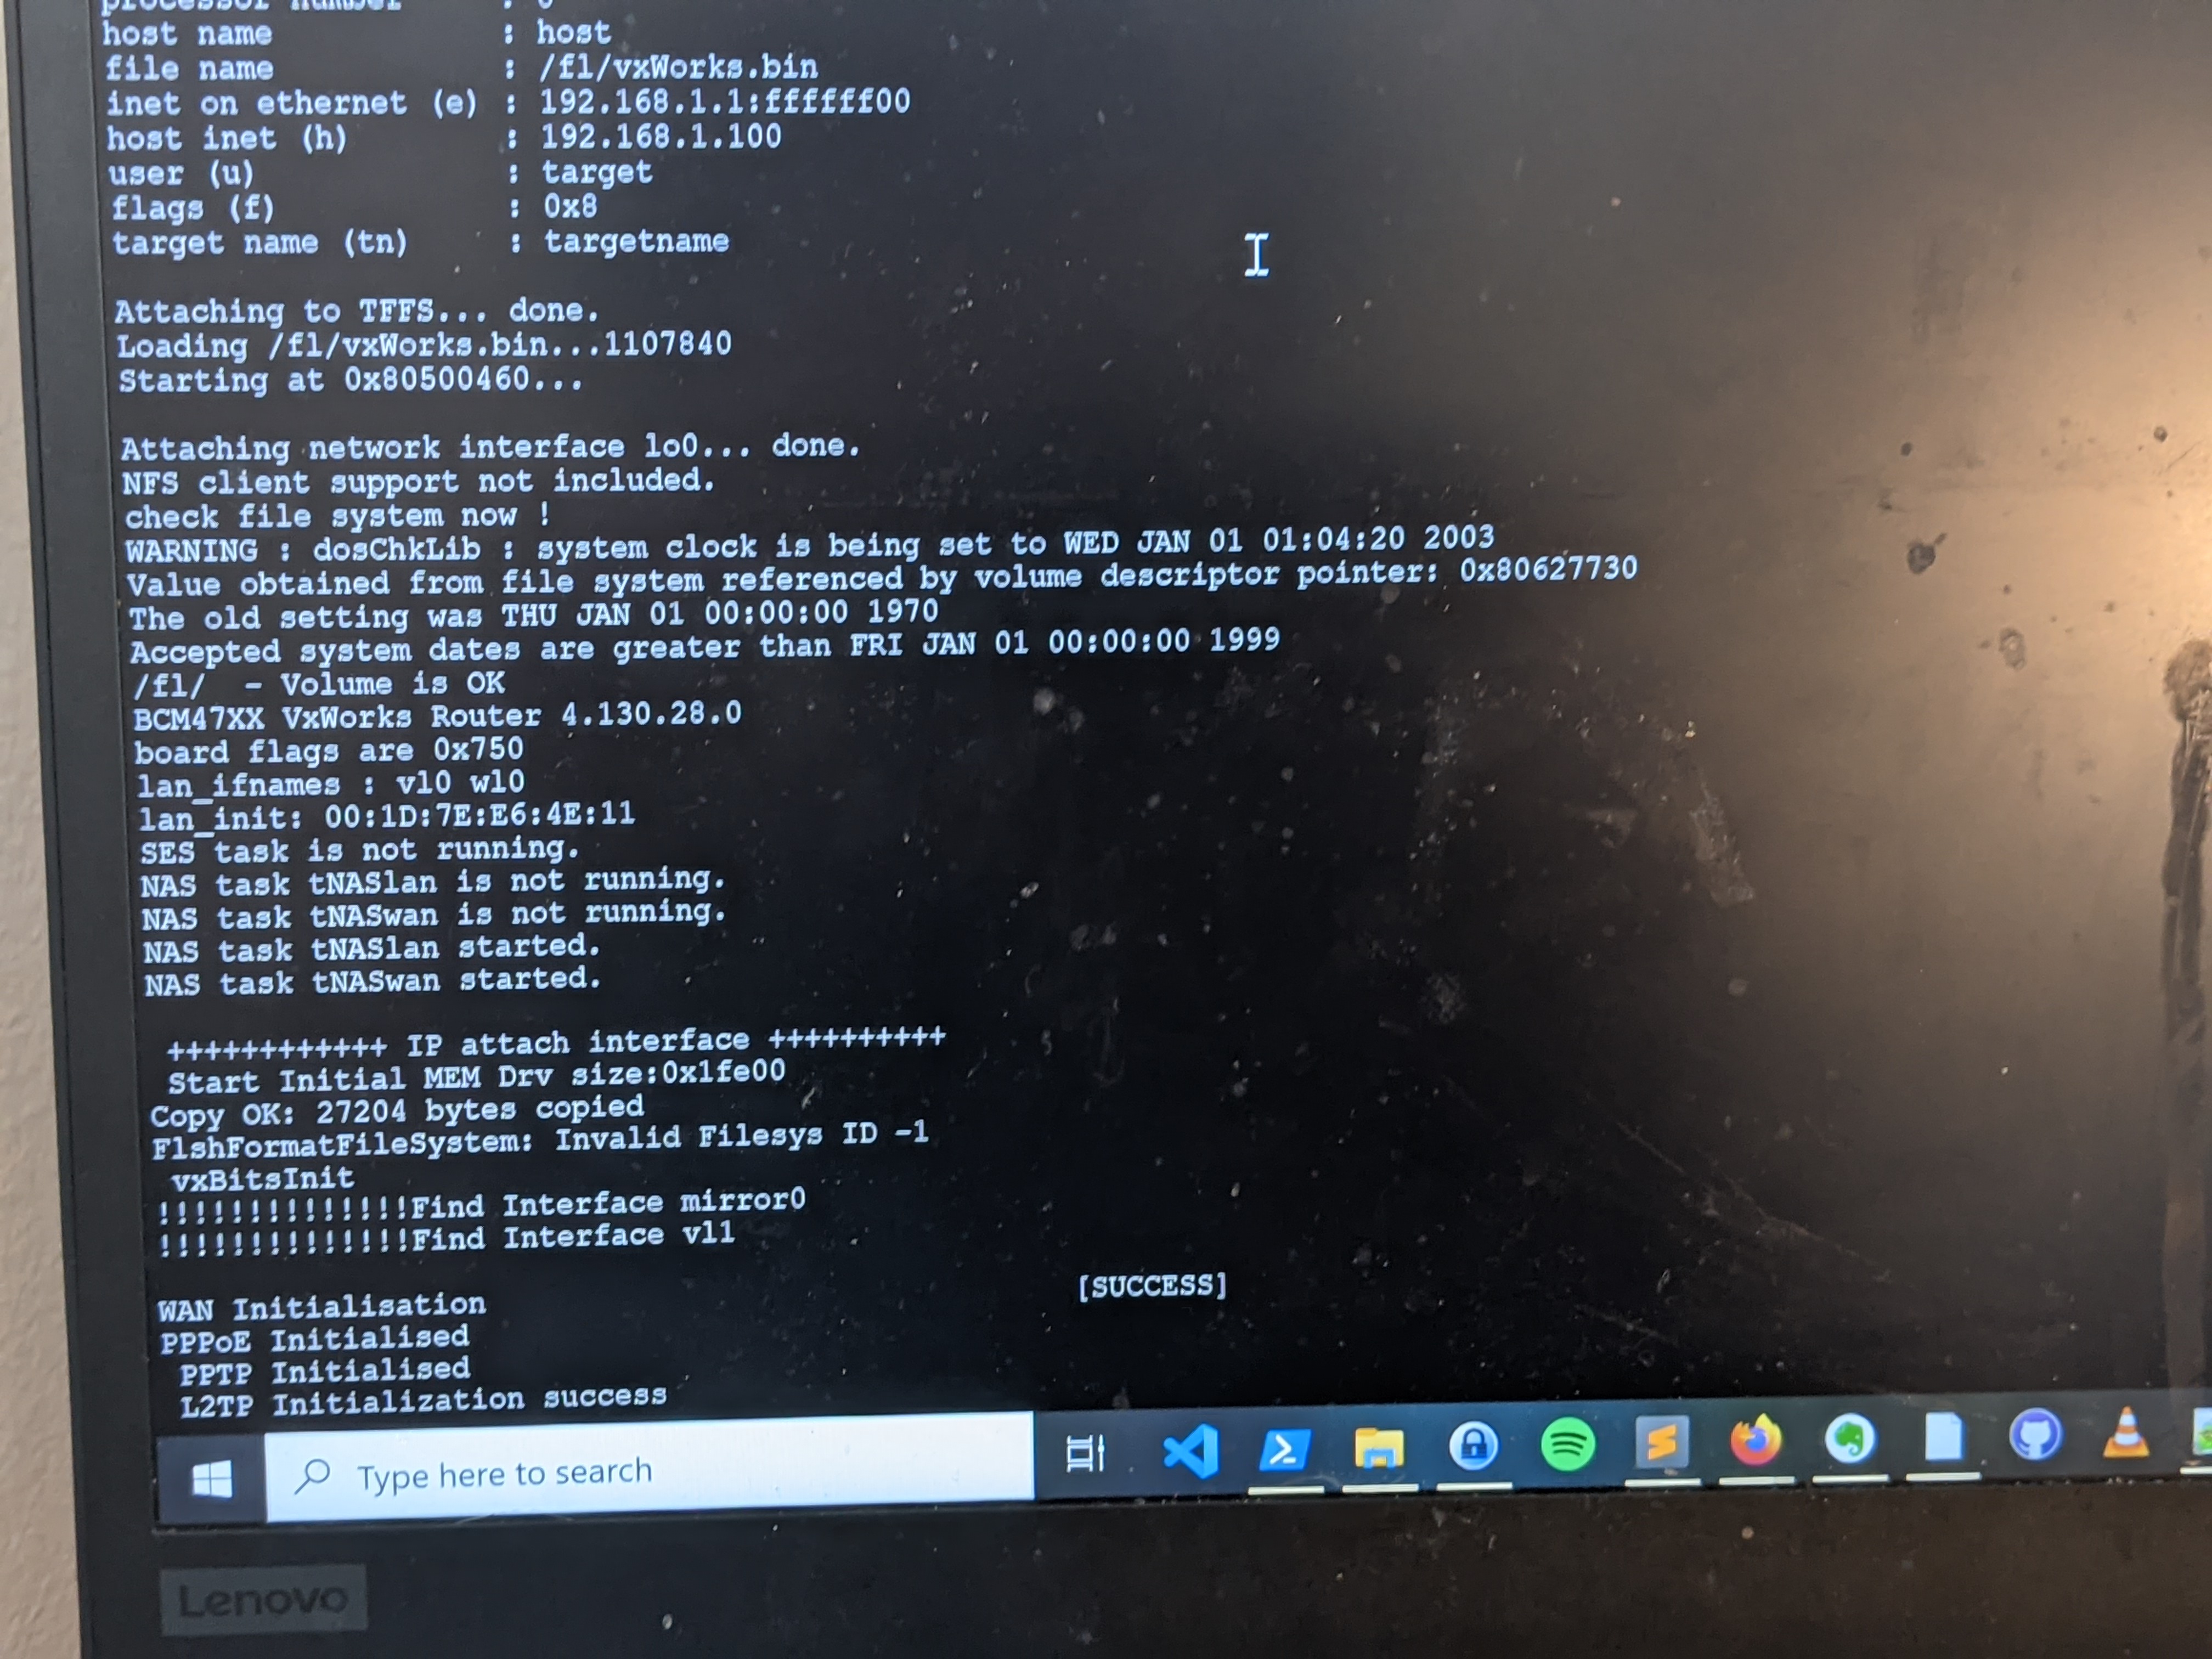 processor number : 0
host name : host
file name : /fl/vxWorks.bin
inet on ethernet (e) : 192.168.1.1:ffffff00
host inet (h) : 192.168.1.100
user (u) : target
flags (f) : 0x8
target name (tn) : targetname
Attaching to TFFS... done.
Loading /fl/vxWorks.bin...1107840
Starting at 0x80500460...
Attaching network interface lo0... done.
NFS client support not included.
check file system now !
WARNING : dosChkLib : system clock is being set to WED JAN 01 01:04:20 2003
Value obtained from file system referenced by volume descriptor pointer: 0x80627730
The old setting was THU JAN 01 00:00:00 1970
Accepted system dates are greater than FRI JAN 01 00:00:00 1999
/fl/  - Volume is OK
BCM47XX VxWorks Router 4.130.28.0
board flags are 0x750
lan_ifnames : vl0 wl0
lan_init: 00:1D:7E:E6:4E:11
SES task is not running.
NAS task tNASlan is not running.
NAS task tNASwan is not running.
NAS task tNASlan started.
NAS task tNASwan started.
++++++++++++ IP attach interface ++++++++++
Start Initial MEM Drv size:0x1fe00
Copy OK: 27204 bytes copied
FlshFormatFileSystem: Invalid Filesys ID -1
vxBitsInit
!!!!!!!!!!!!!!Find Interface mirror0
!!!!!!!!!!!!!!Find Interface vl1
[SUCCESS]
WAN Initialisation
PPPoE Initialised
PPTP Initialised
L2TP Initialization success
Type here to search
Lenovo